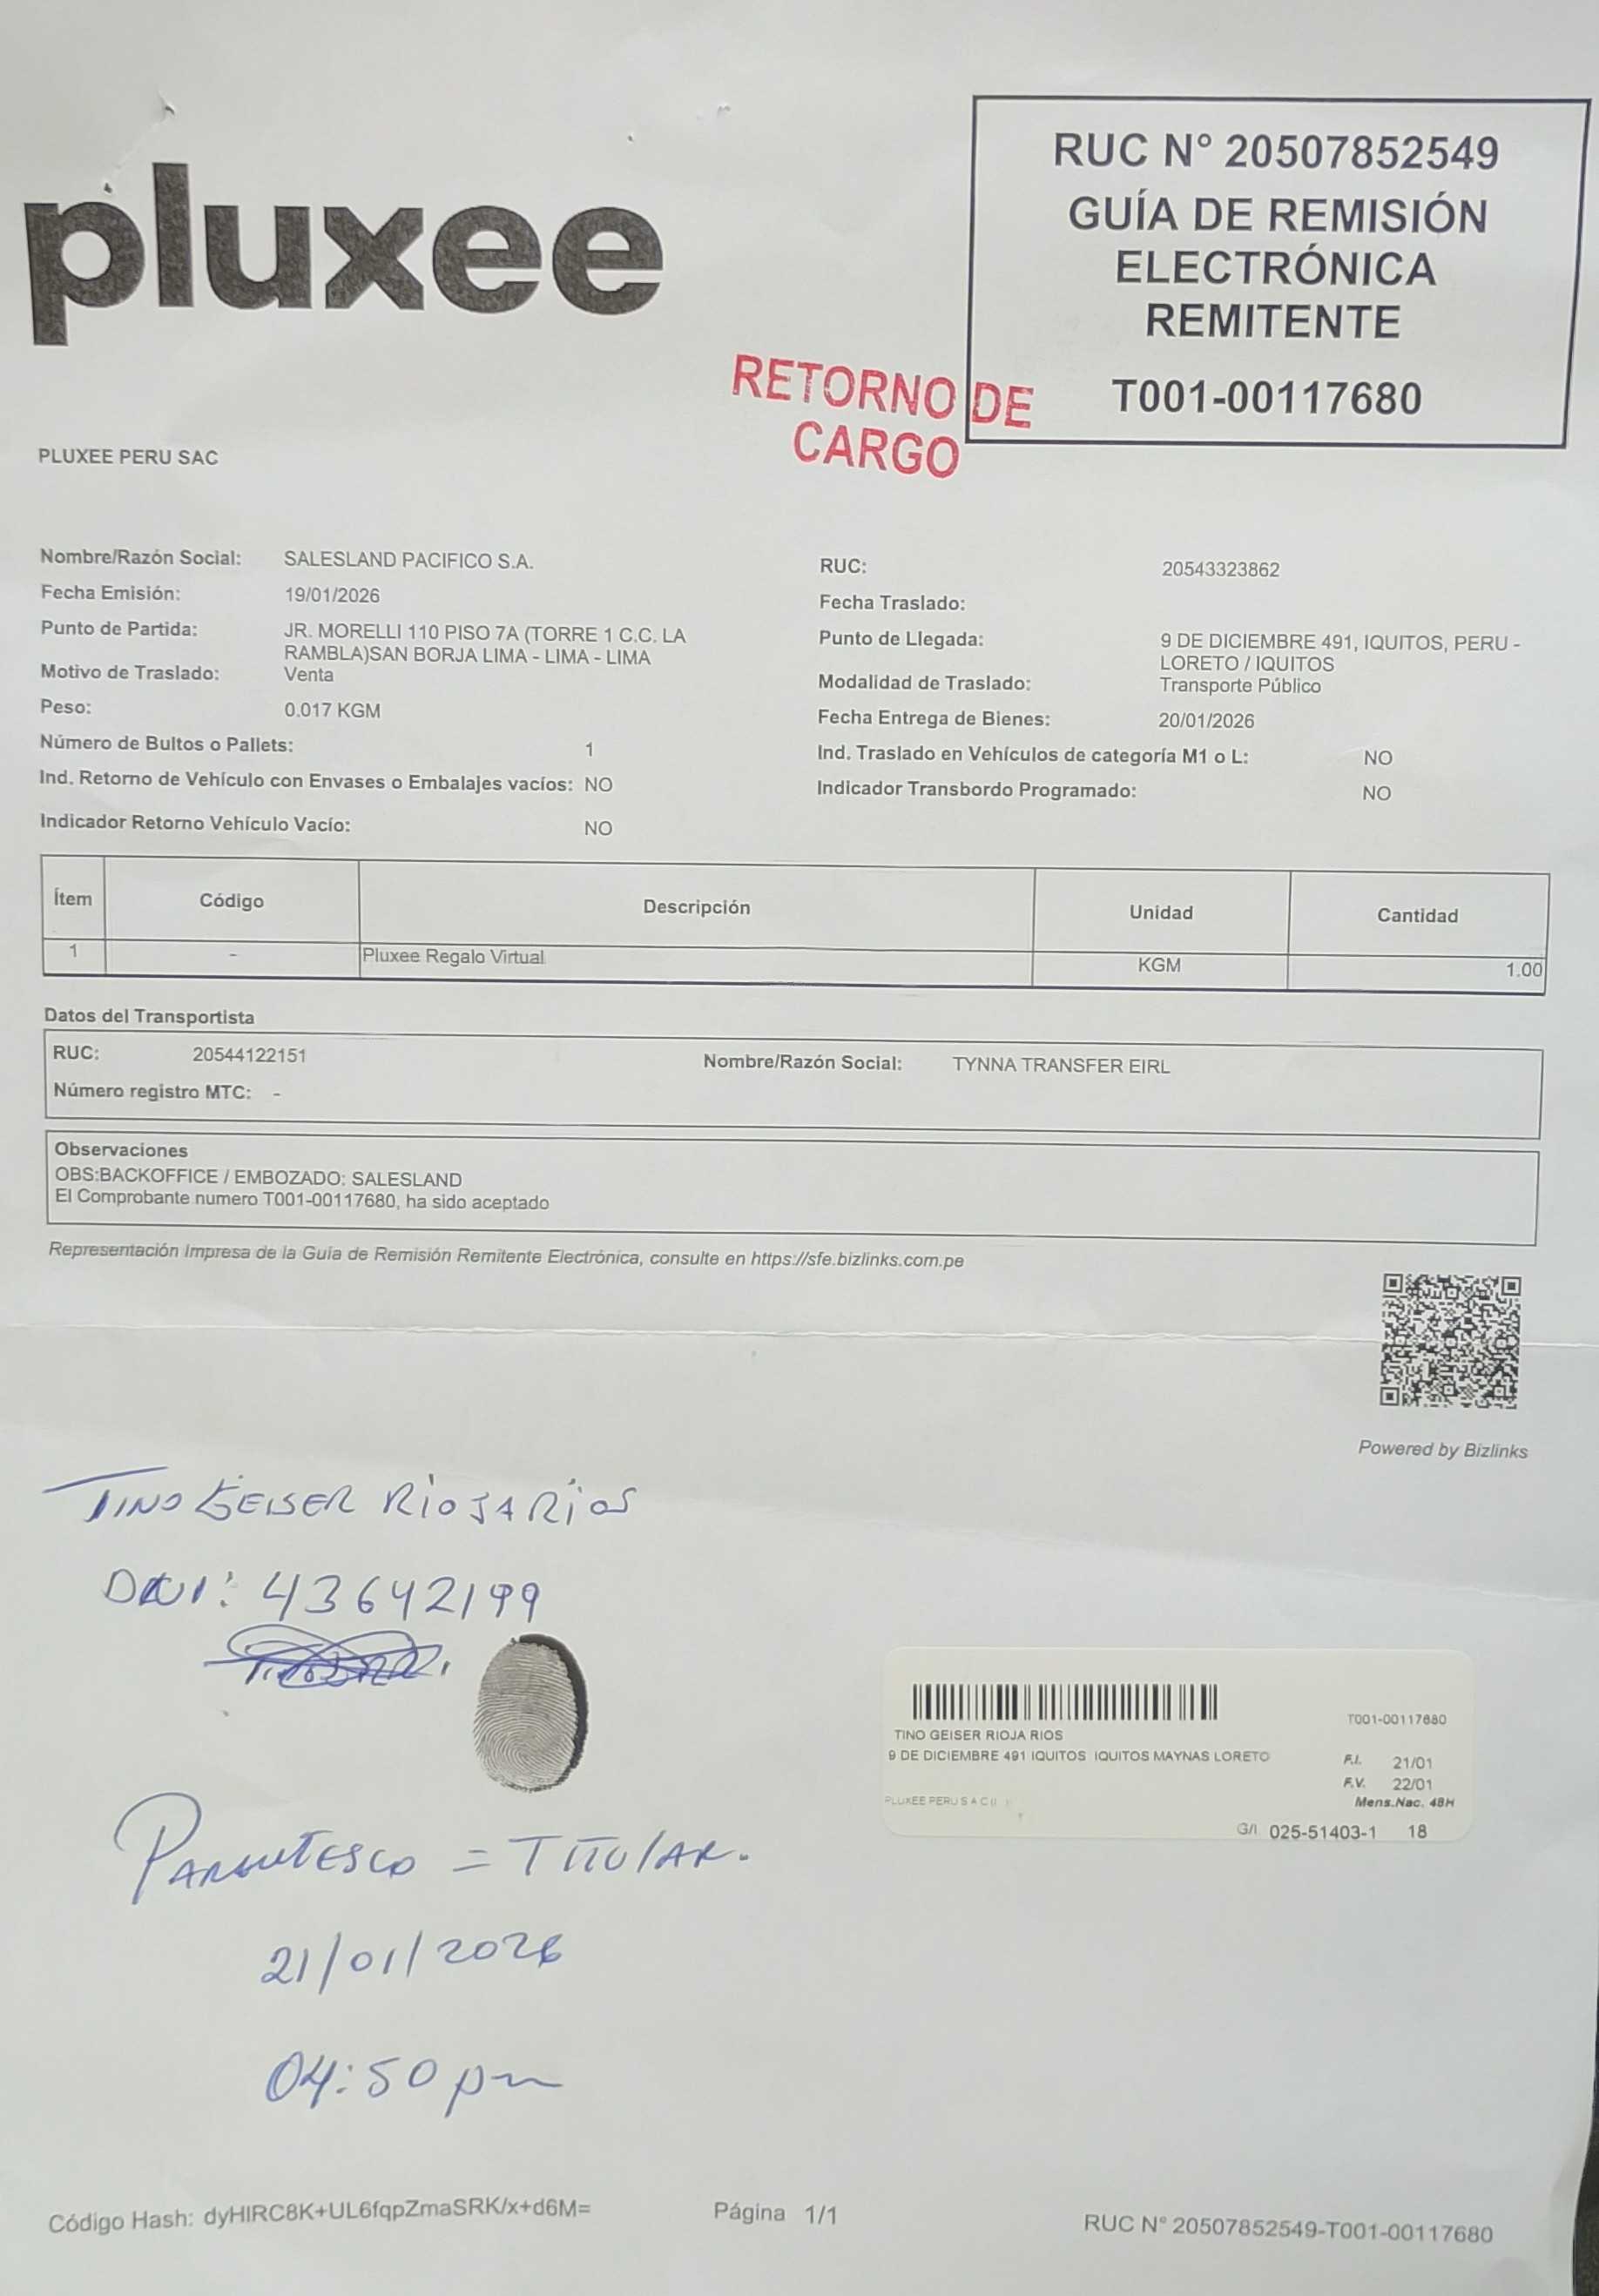 pluxee
RUC N° 20507852549
GUÍA DE REMISIÓN
ELECTRÓNICA
REMITENTE
T001-00117680
RETORNO DE
CARGO
PLUXEE PERU SAC
Nombre/Razón Social: SALESLAND PACIFICO S.A.
RUC: 20543323862
Fecha Emisión: 19/01/2026
Fecha Traslado:
Punto de Partida: JR. MORELLI 110 PISO 7A (TORRE 1 C.C. LA
RAMBLA)SAN BORJA LIMA - LIMA - LIMA
Punto de Llegada: 9 DE DICIEMBRE 491, IQUITOS, PERU -
LORETO / IQUITOS
Motivo de Traslado: Venta
Modalidad de Traslado: Transporte Público
Peso: 0.017 KGM
Fecha Entrega de Bienes: 20/01/2026
Número de Bultos o Pallets: 1
Ind. Traslado en Vehículos de categoría M1 o L: NO
Ind. Retorno de Vehículo con Envases o Embalajes vacíos: NO
Indicador Transbordo Programado: NO
Indicador Retorno Vehículo Vacío: NO
Ítem Código Descripción Unidad Cantidad
1 - Pluxee Regalo Virtual KGM 1.00
Datos del Transportista
RUC: 20544122151 Nombre/Razón Social: TYNNA TRANSFER EIRL
Número registro MTC: -
Observaciones
OBS:BACKOFFICE / EMBOZADO: SALESLAND
El Comprobante numero T001-00117680, ha sido aceptado
Representación Impresa de la Guia de Remisión Remitente Electrónica, consulte en https://sfe.bizlinks.com.pe
Powered by Bizlinks
TINO GEISER RIOJA RIOS
DNI: 43642199
PARENTESCO = TITULAR.
21/01/2026
04:50 pm
T001-00117680
TINO GEISER RIOJA RIOS
9 DE DICIEMBRE 491 IQUITOS IQUITOS MAYNAS LORETO
F.I. 21/01
F.V. 22/01
PLUXEE PERU S A C
Mens.Nac. 48H
G/I. 025-51403-1 18
Código Hash: dyHIRC8K+UL6fqpZmaSRK/x+d6M=
Página 1/1
RUC N° 20507852549-T001-00117680